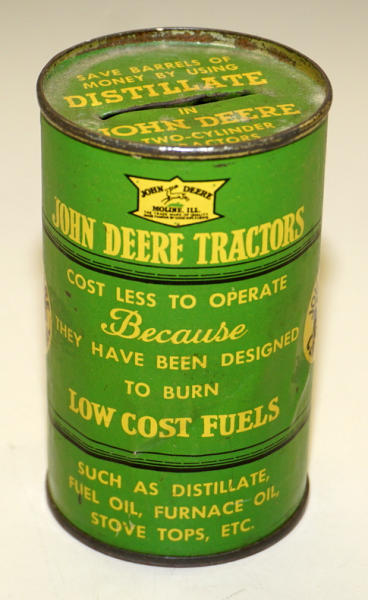 SAVE BARRELS OF
MONEY BY USING
DISTILLATE
IN
JOHN DEERE
TWO-CYLINDER
TRACTORS
JOHN DEERE
MOLINE, ILL.
JOHN DEERE TRACTORS
COST LESS TO OPERATE
Because
THEY HAVE BEEN DESIGNED
TO BURN
LOW COST FUELS
SUCH AS DISTILLATE,
FUEL OIL, FURNACE OIL,
STOVE TOPS, ETC.